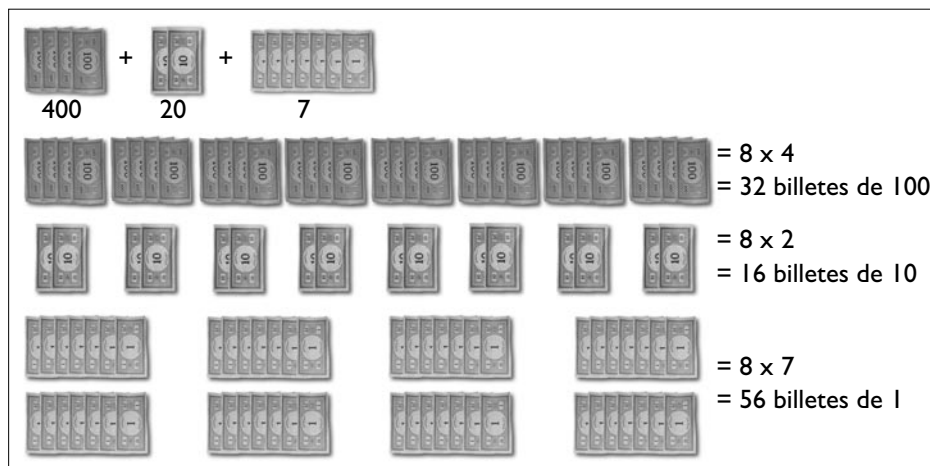 + +
400 20 7
= 8 x 4
= 32 billetes de 100
= 8 x 2
= 16 billetes de 10
= 8 x 7
= 56 billetes de 1